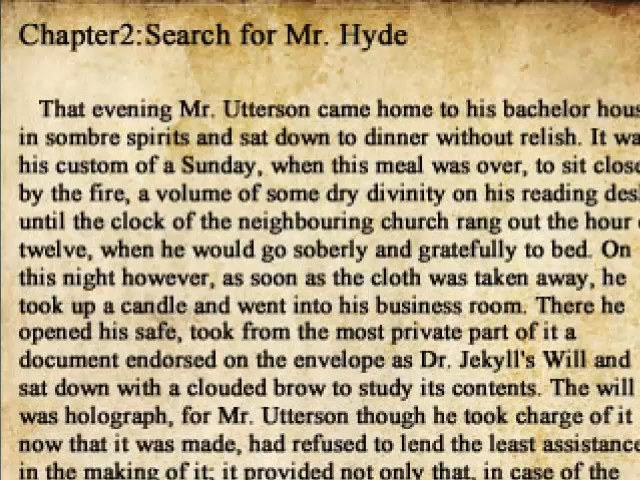 Chapter2:Search for Mr. Hyde
That evening Mr. Utterson came home to his bachelor hous
in sombre spirits and sat down to dinner without relish. It wa
his custom of a Sunday, when this meal was over, to sit close
by the fire, a volume of some dry divinity on his reading des
until the clock of the neighbouring church rang out the hour
twelve, when he would go soberly and gratefully to bed. On
this night however, as soon as the cloth was taken away, he
took up a candle and went into his business room. There he
opened his safe, took from the most private part of it a
document endorsed on the envelope as Dr. Jekyll's Will and
sat down with a clouded brow to study its contents. The will
was holograph, for Mr. Utterson though he took charge of it
now that it was made, had refused to lend the least assistance
in the making of it; it provided not only that, in case of the